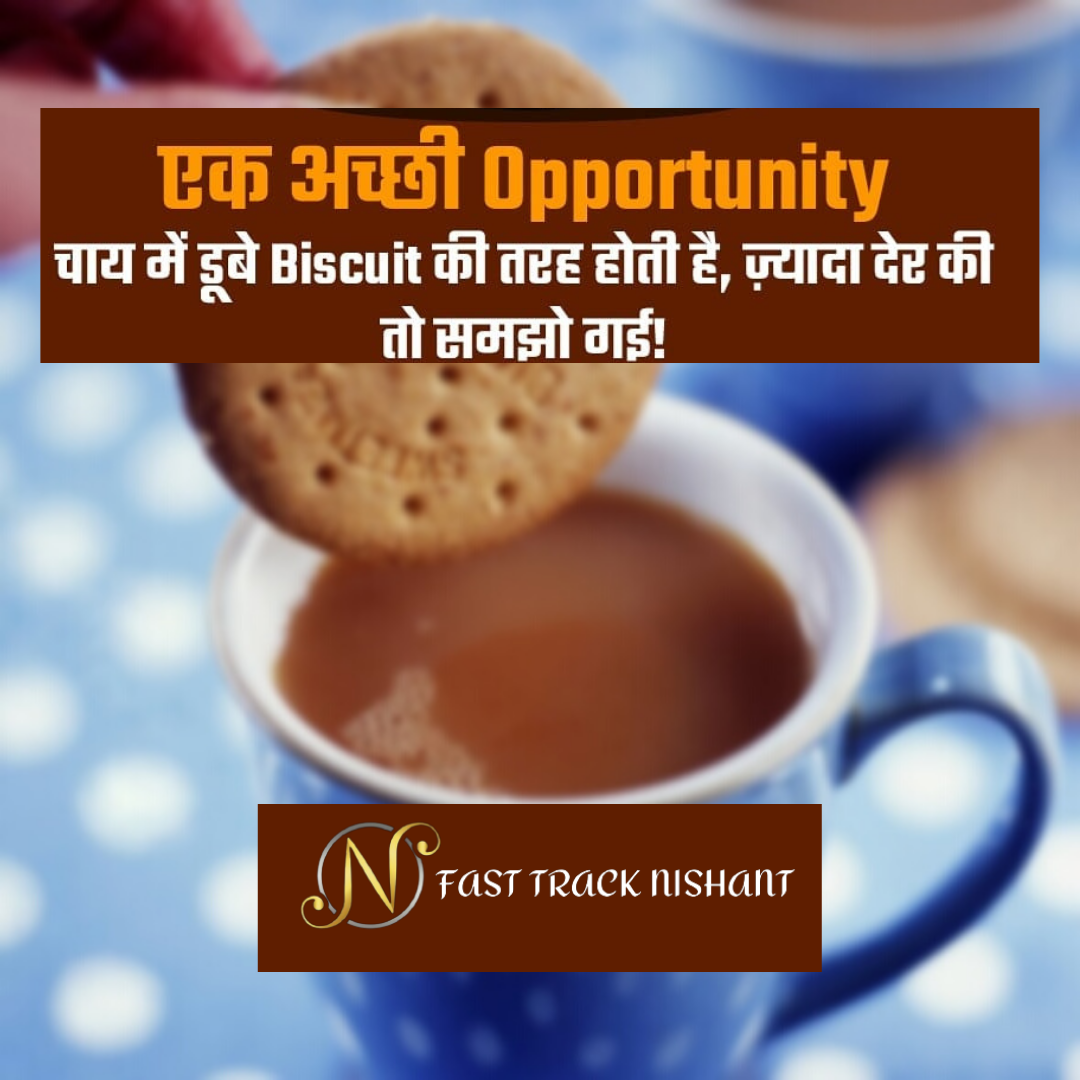 एक अच्छी Opportunity
चाय में डूबे Biscuit की तरह होती है, ज़्यादा देर की
तो समझो गई!
N FAST TRACK NISHANT